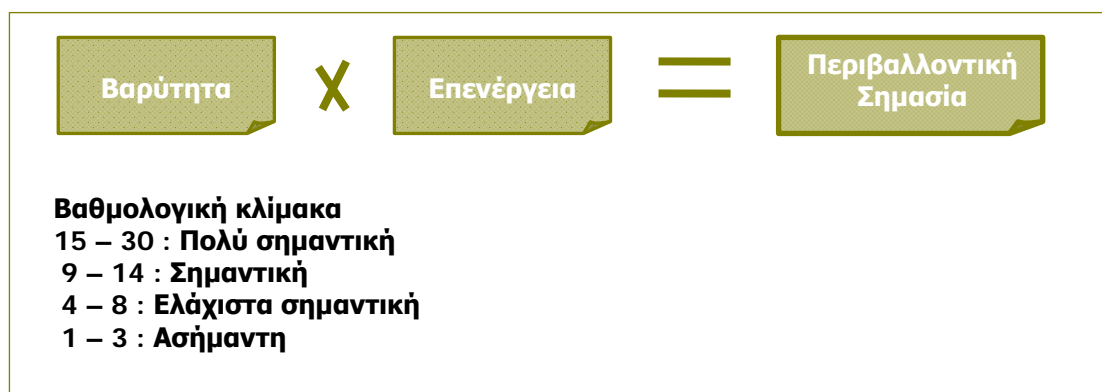 Βαρύτητα
X
Επενέργεια
=
Περιβαλλοντική
Σημασία
Βαθμολογική κλίμακα
15 – 30 : Πολύ σημαντική
9 – 14 : Σημαντική
4 – 8 : Ελάχιστα σημαντική
1 – 3 : Ασήμαντη